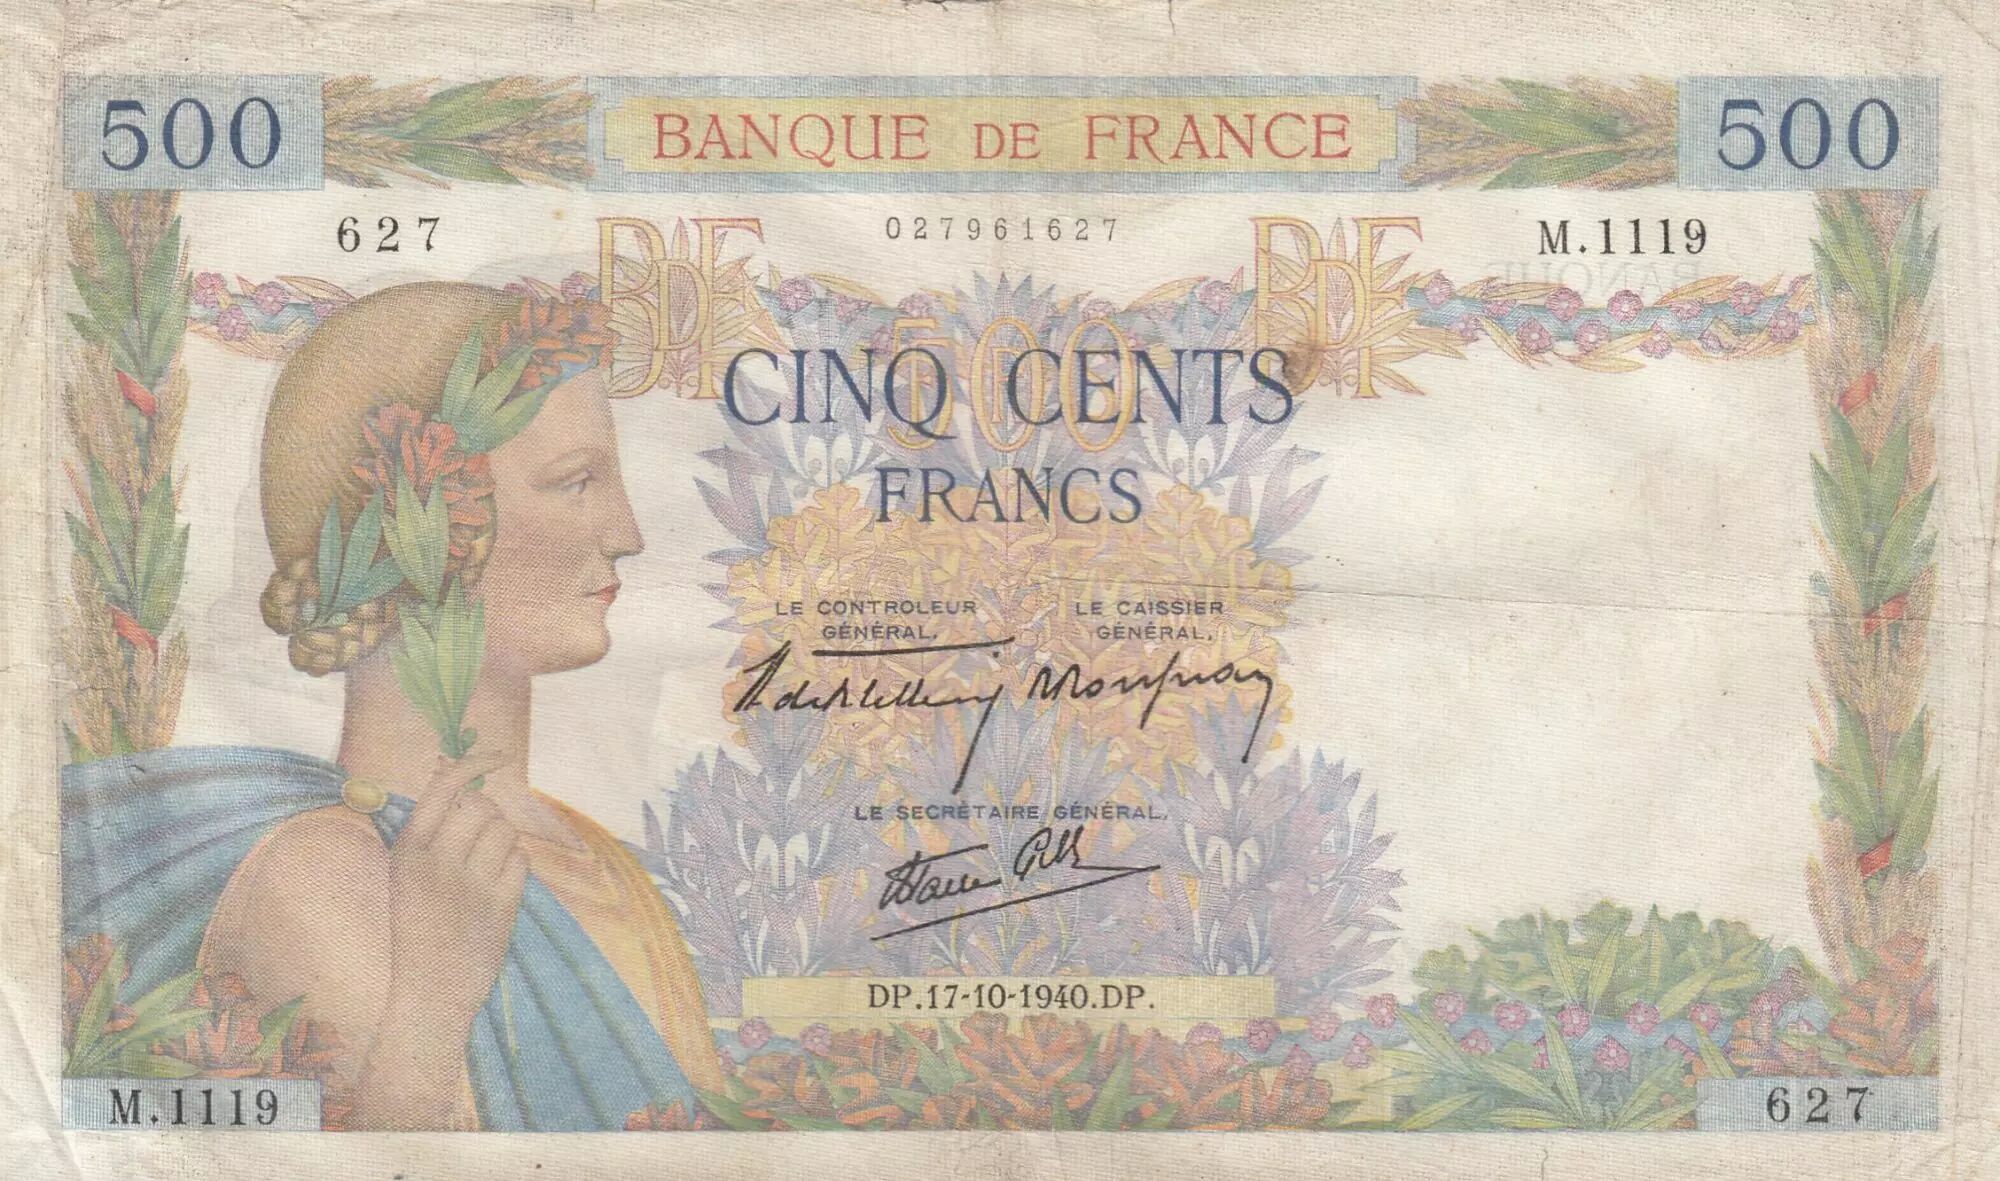 500 BANQUE DE FRANCE 500
627 BDF 027961627 BDF M.1119
500
CINQ CENTS
FRANCS
LE CONTROLEUR
GÉNÉRAL,
LE CAISSIER
GÉNÉRAL,
LE SECRÉTAIRE GÉNÉRAL,
DP.17-10-1940.DP.
M.1119 627